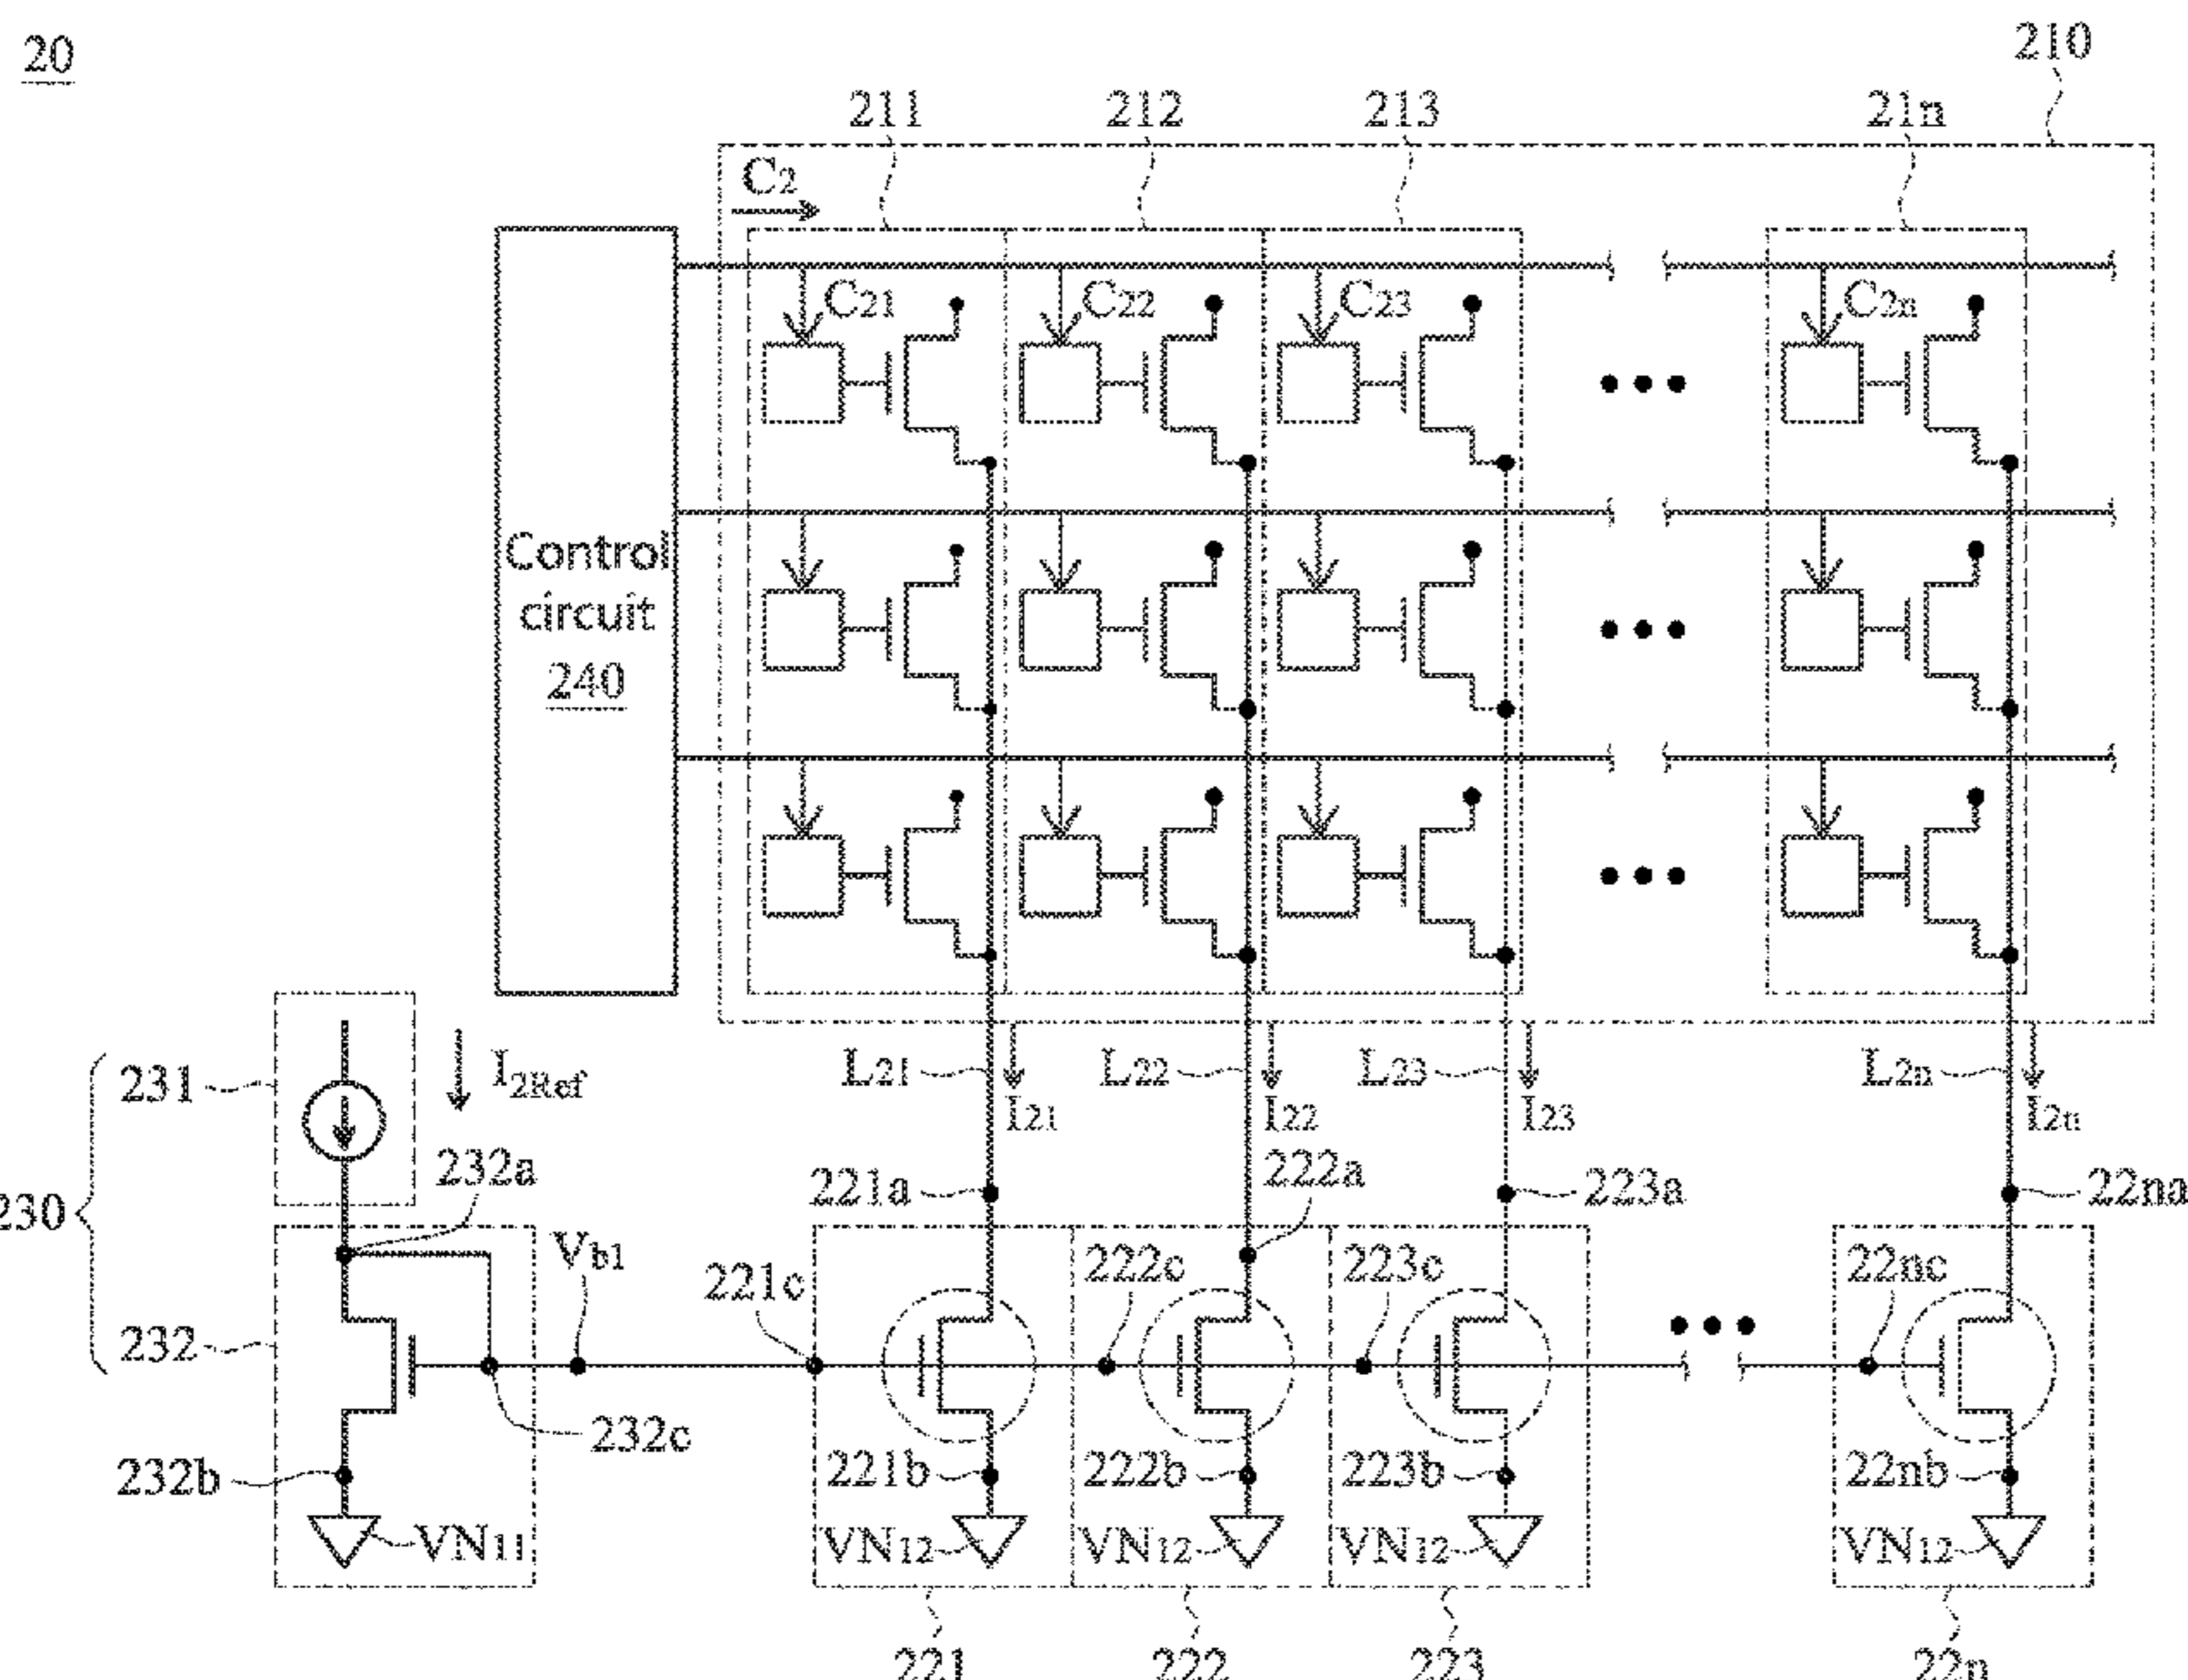 20
210
211
212
213
21n
C2
C21
C22
C23
C2n
Control
circuit
240
231
I2Ref
L21
L22
L23
L2n
I21
I22
I23
I2n
230
232a
221a
222a
223a
22na
Vb1
221c
222c
223c
22nc
232
232c
232b
221b
222b
223b
22nb
VN11
VN12
VN12
VN12
VN12
221
222
223
22n